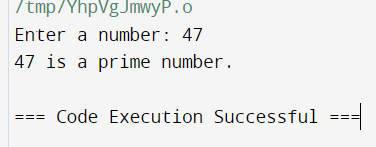 /tmp/YhpVgJmwyP.o
Enter a number: 47
47 is a prime number.
=== Code Execution Successful ===